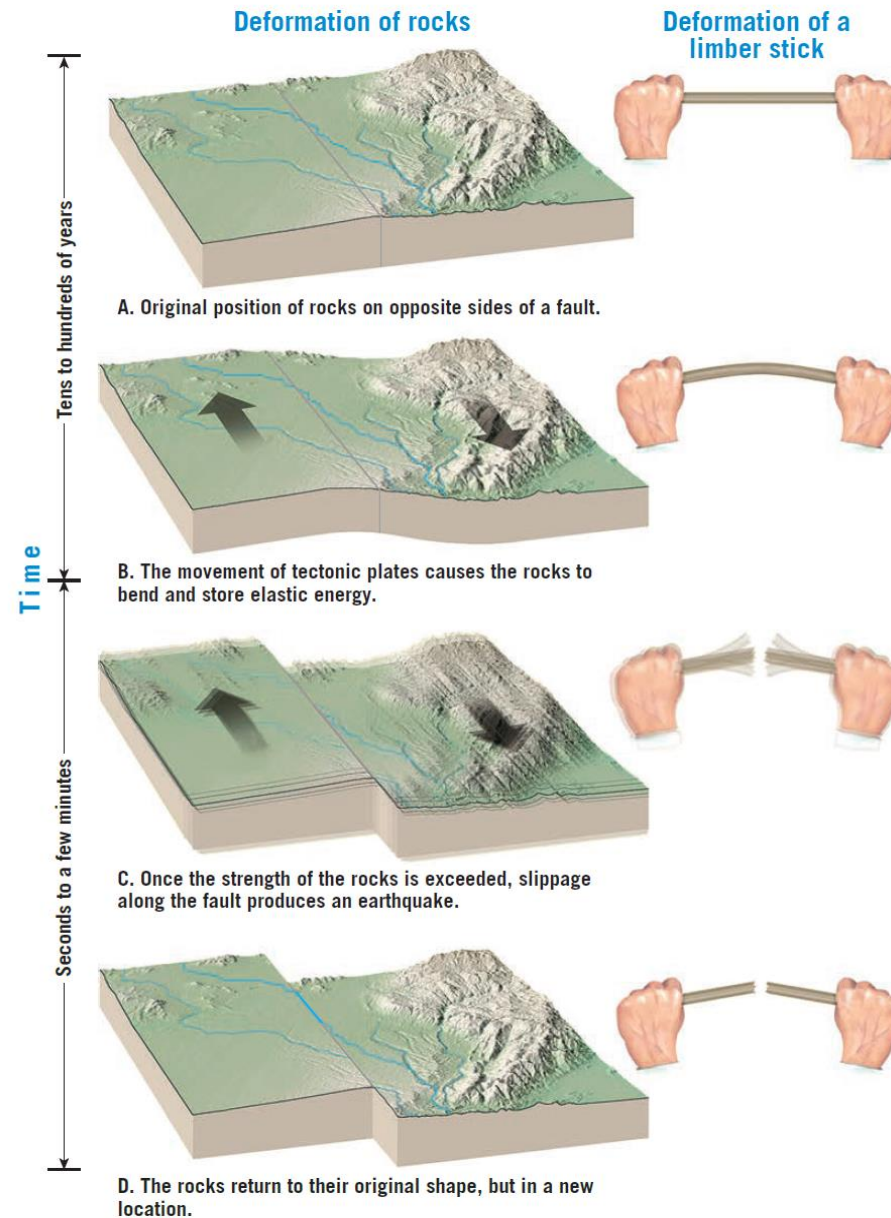 Deformation of rocks
Deformation of a
limber stick
Time
Tens to hundreds of years
A. Original position of rocks on opposite sides of a fault.
B. The movement of tectonic plates causes the rocks to
bend and store elastic energy.
Seconds to a few minutes
C. Once the strength of the rocks is exceeded, slippage
along the fault produces an earthquake.
D. The rocks return to their original shape, but in a new
location.